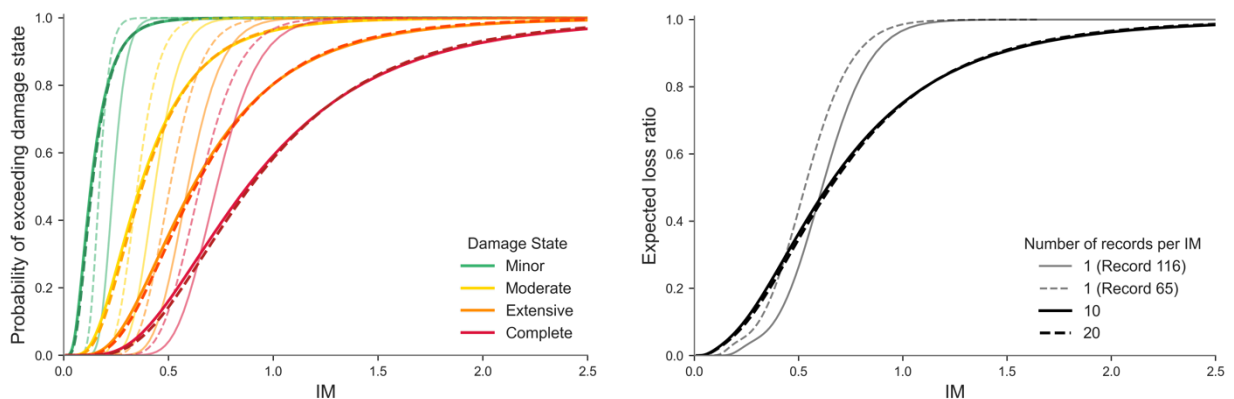 Probability of exceeding damage state
1.0
0.8
0.6
0.4
0.2
0.0
0.0 0.5 1.0 1.5 2.0 2.5
IM
Damage State
Minor
Moderate
Extensive
Complete
Expected loss ratio
1.0
0.8
0.6
0.4
0.2
0.0
0.0 0.5 1.0 1.5 2.0 2.5
IM
Number of records per IM
1 (Record 116)
1 (Record 65)
10
20